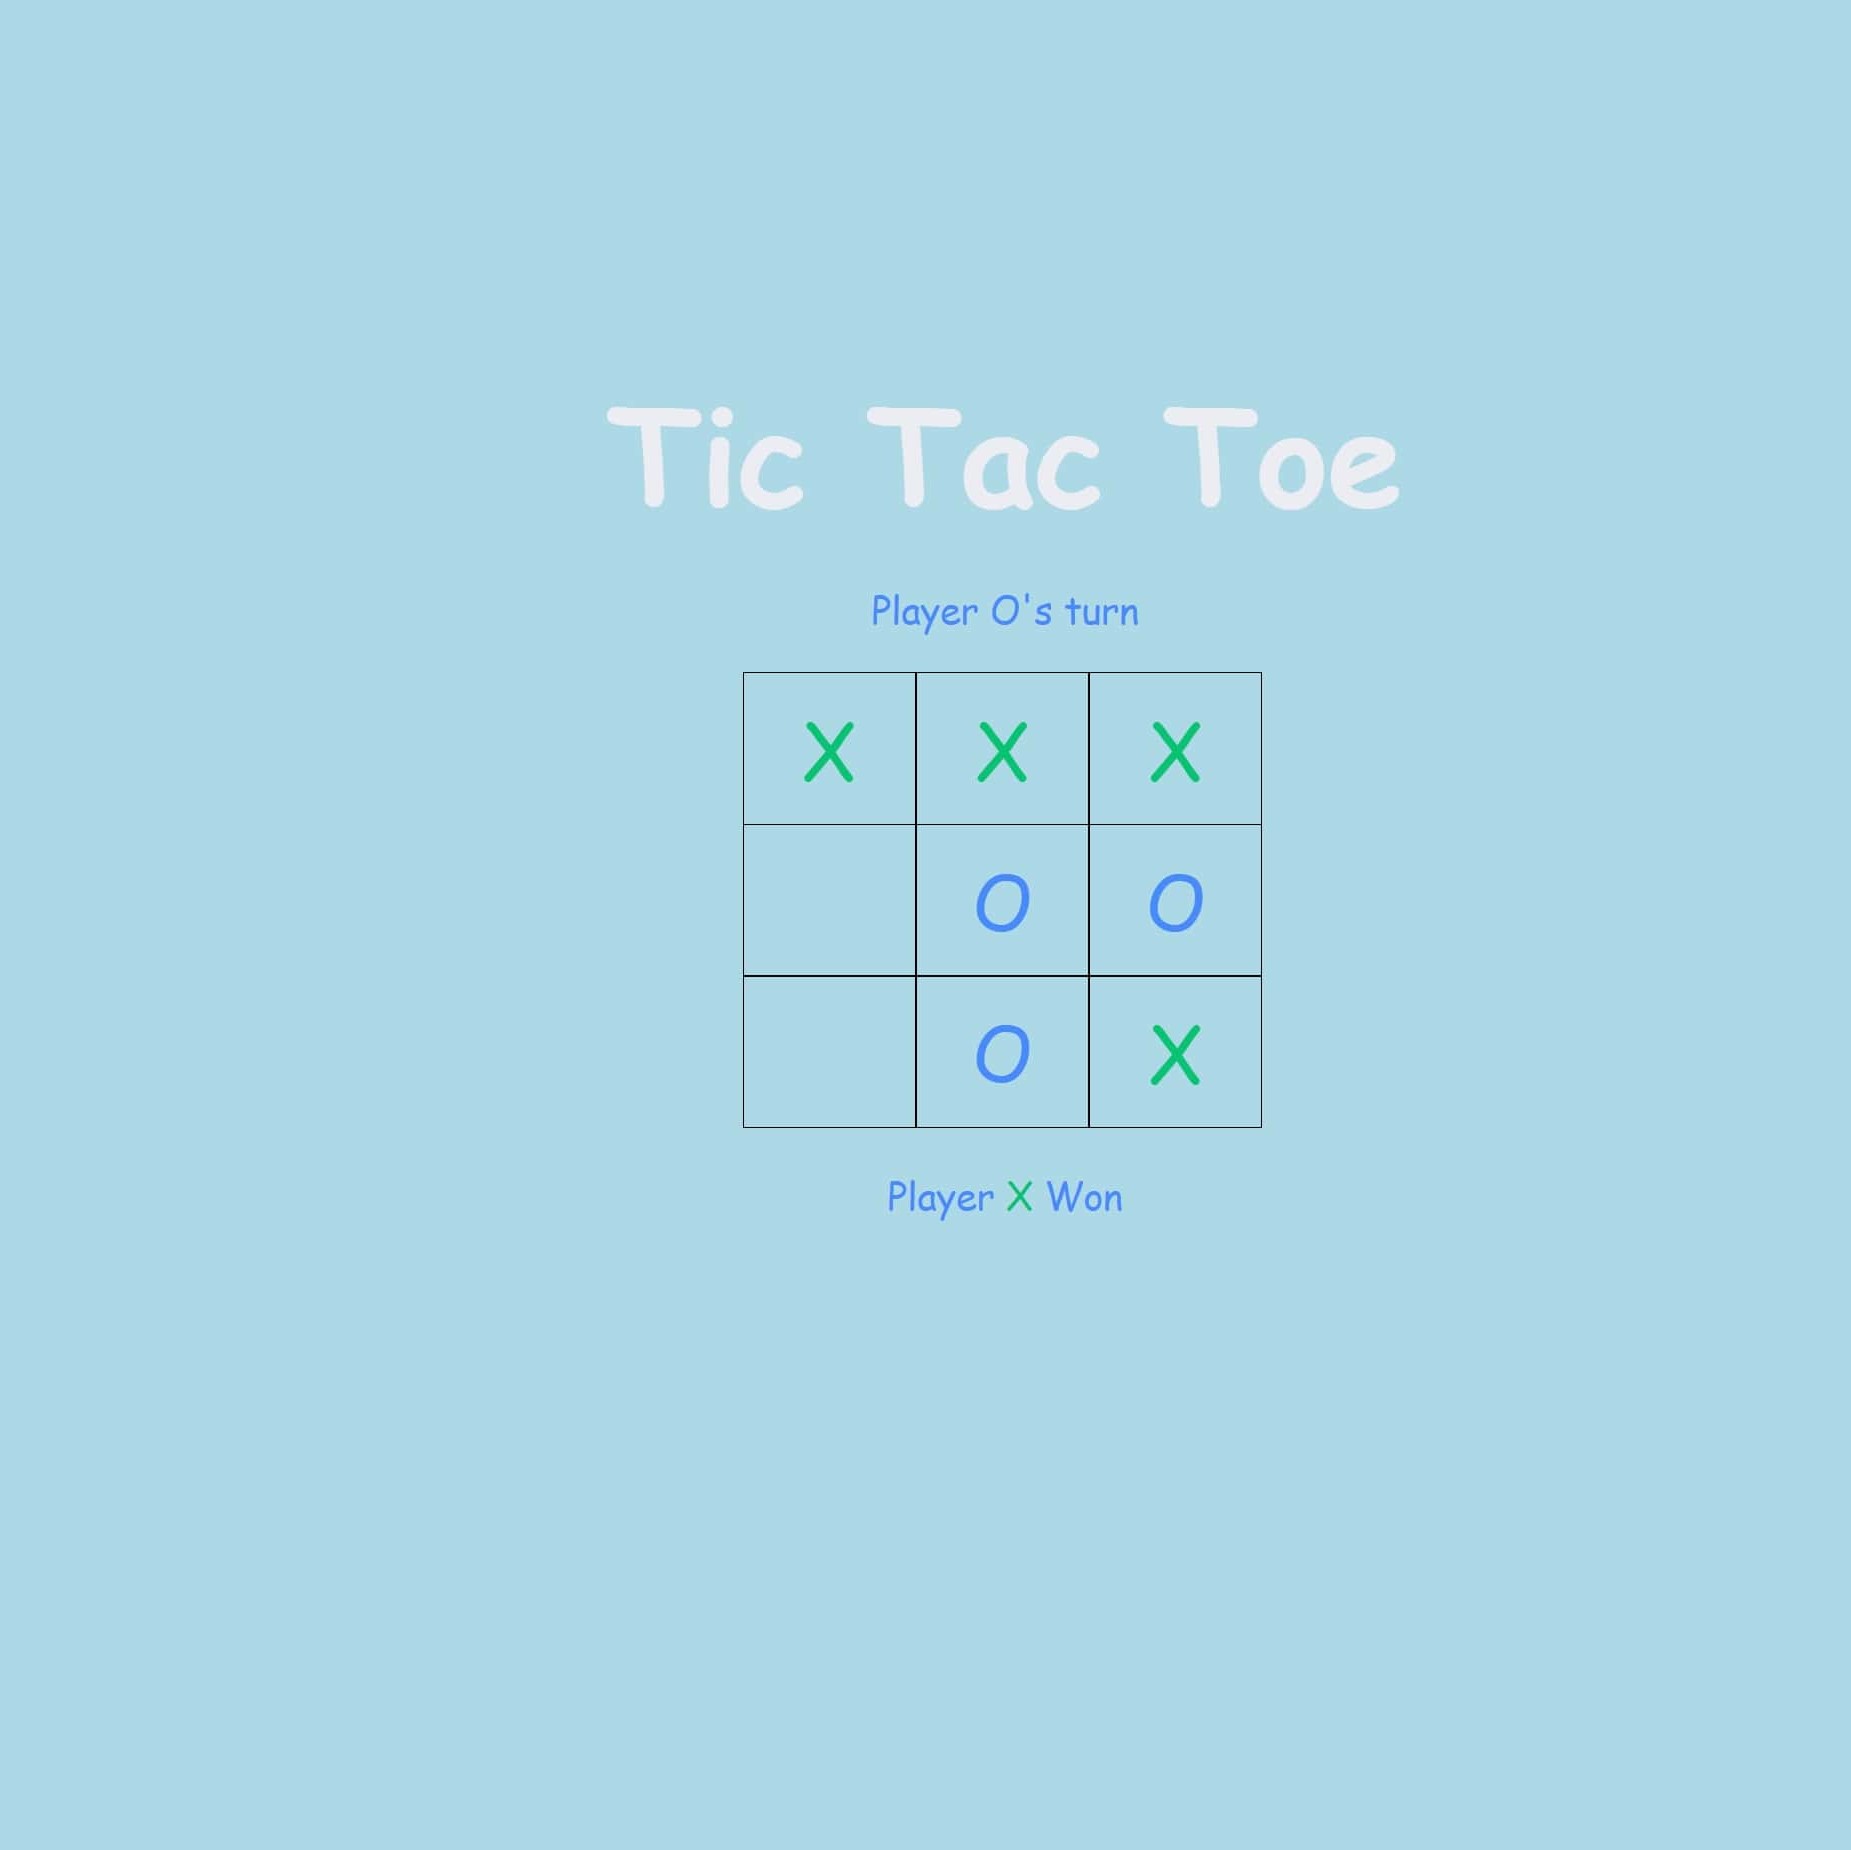 Tic Tac Toe
Player O's turn
X X X
O O
O X
Player X Won